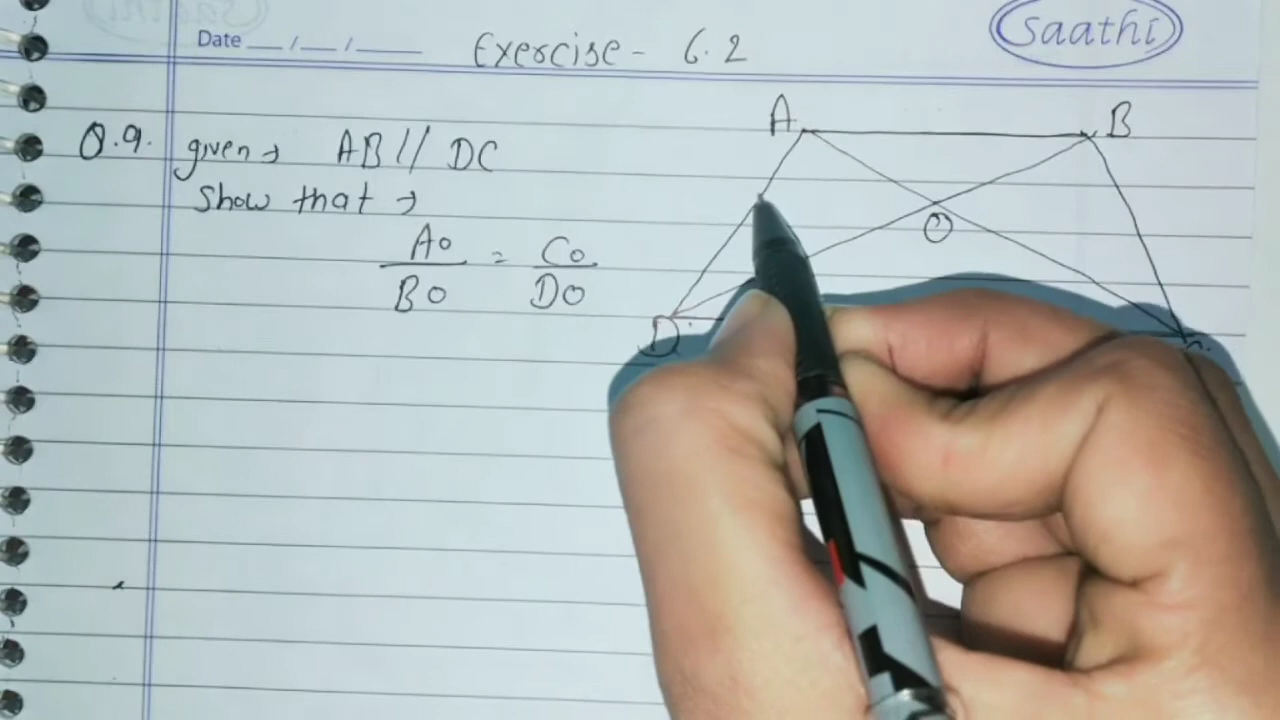 Saathi
Date __/__/____
Exercise - 6.2
Q.9. given → AB // DC
Show that →
AO/BO = CO/DO
A
B
O
D